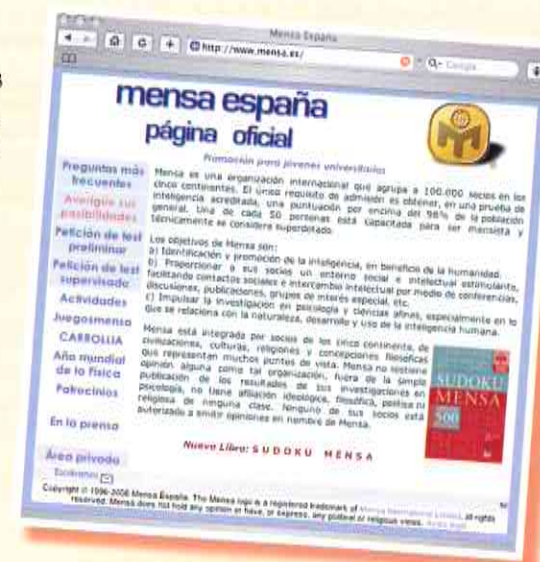 Mensa España
http://www.mensa.es/
Q- Google
mensa españa
página oficial
Promoción para jóvenes universitarios
Preguntas más
frecuentes
Averigüe sus
posibilidades
Petición de test
preliminar
Petición de test
supervisado
Actividades
Juegosmensa
CARROLLIA
Año mundial
de la física
Patrocinios
En la prensa
Área privada
Escríbanos
Mensa es una organización internacional que agrupa a 100.000 socios en los
cinco continentes. El único requisito de admisión es obtener, en una prueba de
inteligencia acreditada, una puntuación por encima del 98% de la población
general. Una de cada 50 personas está capacitada para ser mensista y
técnicamente se considera superdotado.
Los objetivos de Mensa son:
a) Identificación y promoción de la inteligencia, en beneficio de la humanidad.
b) Proporcionar a sus socios un entorno social e intelectual estimulante,
facilitando contactos sociales e intercambio intelectual por medio de conferencias,
discusiones, publicaciones, grupos de interés especial, etc.
c) Impulsar la investigación en psicología y ciencias afines, especialmente en lo
que se relaciona con la naturaleza, desarrollo y uso de la inteligencia humana.
Mensa está integrada por socios de los cinco continente, de
civilizaciones, culturas, religiones y concepciones filosóficas
que representan muchos puntos de vista. Mensa no sostiene
opinión alguna como tal organización, fuera de la simple
publicación de los resultados de sus investigaciones en
psicología, no tiene afiliación ideológica, filosófica, política ni
religiosa de ninguna clase. Ninguno de sus socios está
autorizado a emitir opiniones en nombre de Mensa.
SUDOKU
MENSA
500
Nuevo Libro: SUDOKU MENSA
Copyright © 1996-2006 Mensa España. The Mensa logo is a registered trademark of Mensa International Limited, all rights
reserved. Mensa does not hold any opinion or have, or express, any political or religious views.